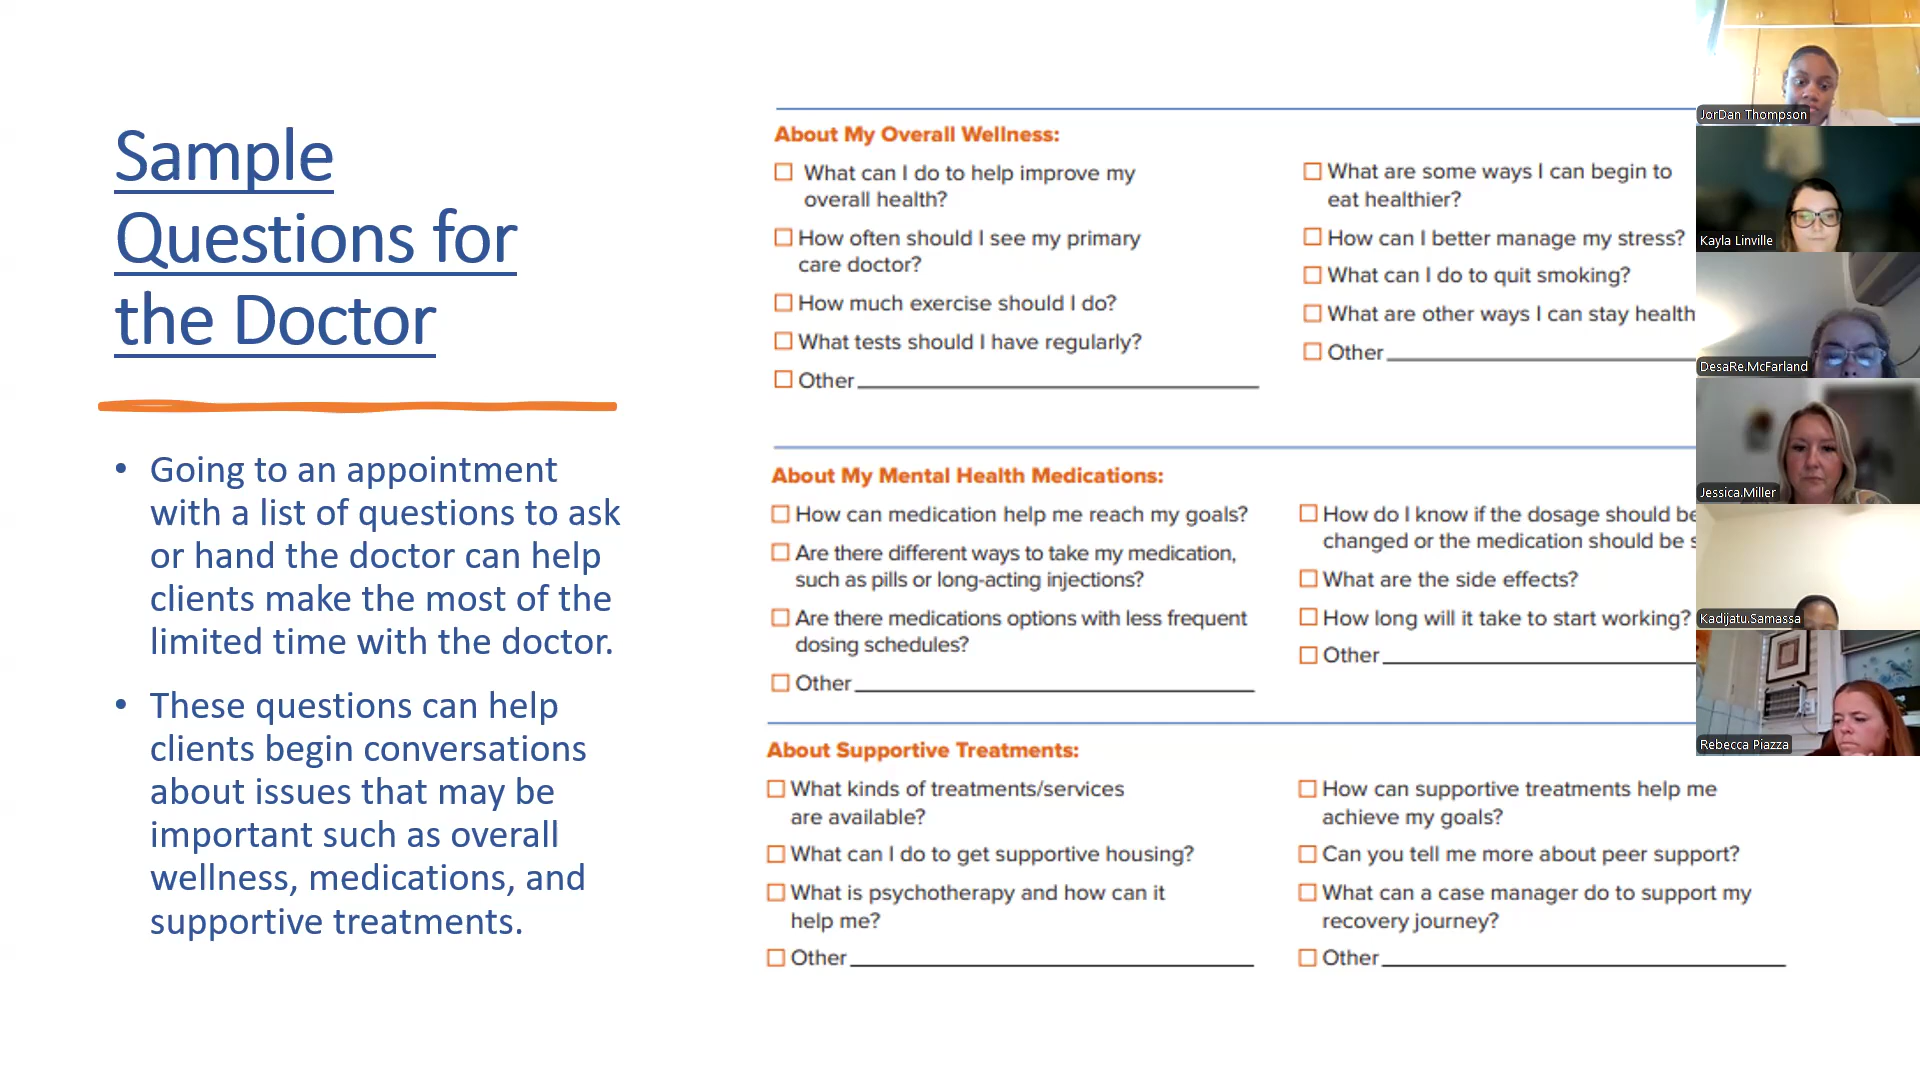 Sample
Questions for
the Doctor
• Going to an appointment
with a list of questions to ask
or hand the doctor can help
clients make the most of the
limited time with the doctor.
• These questions can help
clients begin conversations
about issues that may be
important such as overall
wellness, medications, and
supportive treatments.
About My Overall Wellness:
What can I do to help improve my
overall health?
How often should I see my primary
care doctor?
How much exercise should I do?
What tests should I have regularly?
Other
What are some ways I can begin to
eat healthier?
How can I better manage my stress?
What can I do to quit smoking?
What are other ways I can stay health
Other
About My Mental Health Medications:
How can medication help me reach my goals?
Are there different ways to take my medication,
such as pills or long-acting injections?
Are there medications options with less frequent
dosing schedules?
Other
How do I know if the dosage should be
changed or the medication should be s
What are the side effects?
How long will it take to start working?
Other
About Supportive Treatments:
What kinds of treatments/services
are available?
What can I do to get supportive housing?
What is psychotherapy and how can it
help me?
Other
How can supportive treatments help me
achieve my goals?
Can you tell me more about peer support?
What can a case manager do to support my
recovery journey?
Other
JorDan Thompson
Kayla Linville
DesaRe.McFarland
Jessica.Miller
Kadijatu.Samassa
Rebecca Piazza